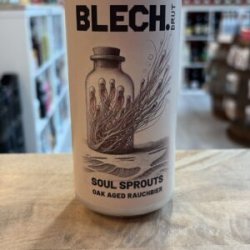 BLECH.
BRUT
SOUL SPROUTS
OAK AGED RAUCHBIER